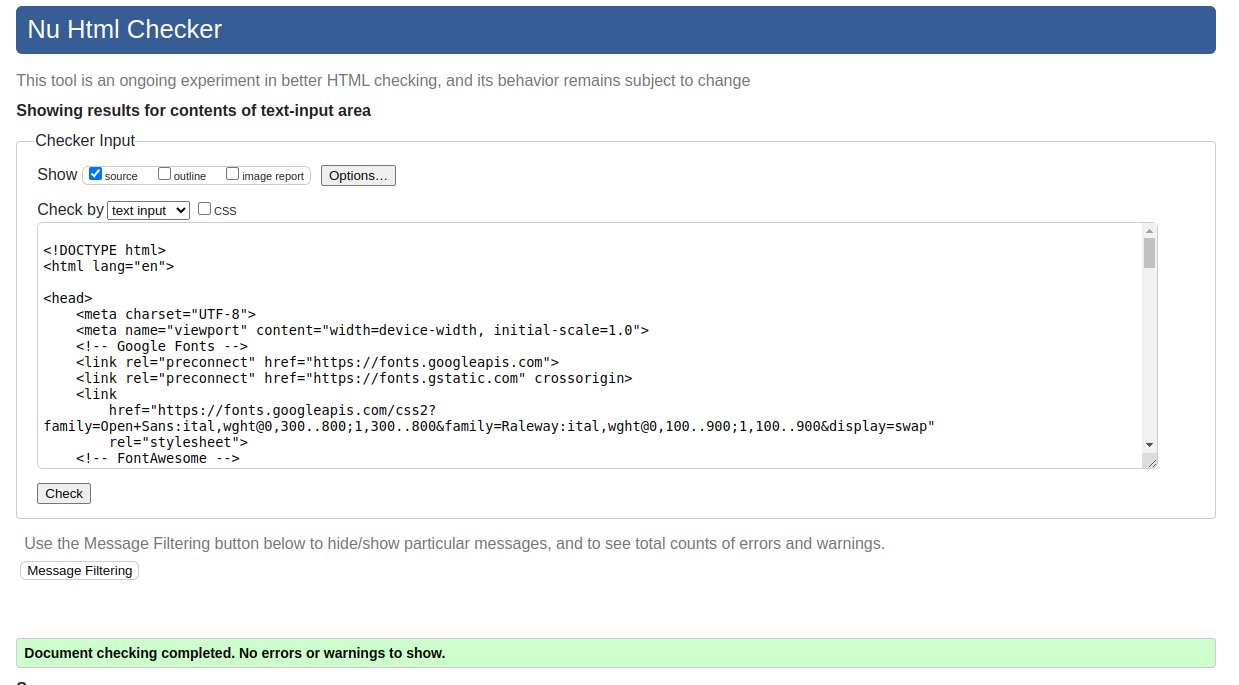 Nu Html Checker
This tool is an ongoing experiment in better HTML checking, and its behavior remains subject to change
Showing results for contents of text-input area
Checker Input
Show source outline image report Options...
Check by text input CSS
<!DOCTYPE html>
<html lang="en">
<head>
<meta charset="UTF-8">
<meta name="viewport" content="width=device-width, initial-scale=1.0">
<!-- Google Fonts -->
<link rel="preconnect" href="https://fonts.googleapis.com">
<link rel="preconnect" href="https://fonts.gstatic.com" crossorigin>
<link
href="https://fonts.googleapis.com/css2?
family=Open+Sans:ital,wght@0,300..800;1,300..800&family=Raleway:ital,wght@0,100..900;1,100..900&display=swap"
rel="stylesheet">
<!-- FontAwesome -->
Check
Use the Message Filtering button below to hide/show particular messages, and to see total counts of errors and warnings.
Message Filtering
Document checking completed. No errors or warnings to show.